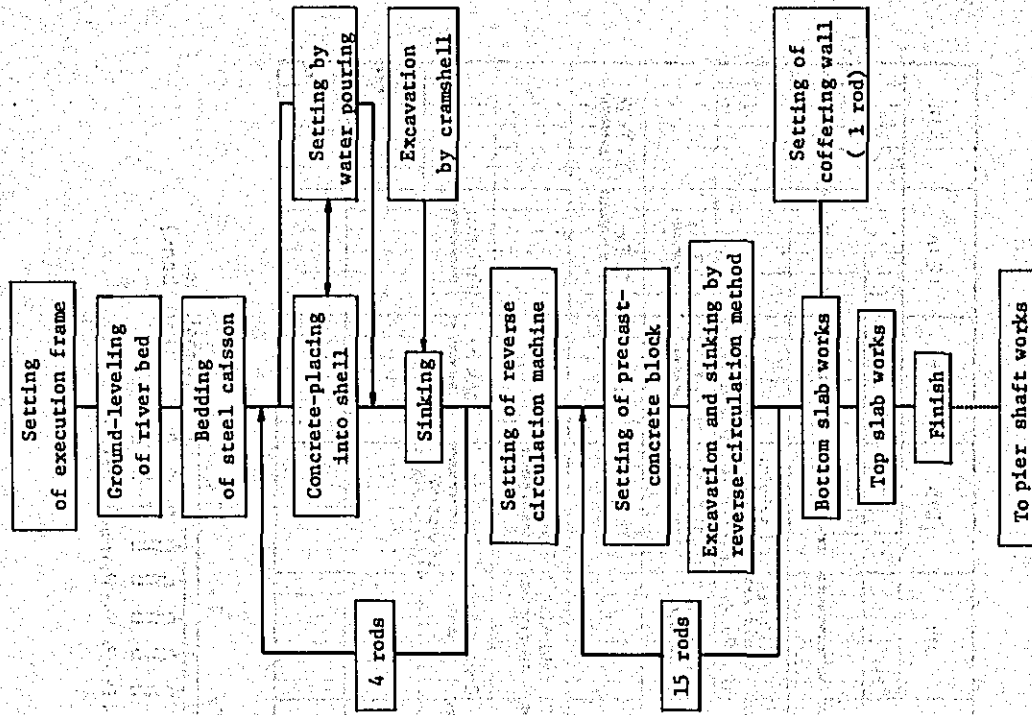 Setting
of execution frame
Ground-leveling
of river bed
Bedding
of steel caisson
Concrete-placing
into shell
Setting by
water pouring
Sinking
Excavation
by cramshell
4 rods
Setting of reverse
circulation machine
Setting of precast-
concrete block
Excavation and sinking by
reverse-circulation method
15 rods
Bottom slab works
Setting of
coffering wall
( 1 rod)
Top slab works
Finish
To pier shaft works